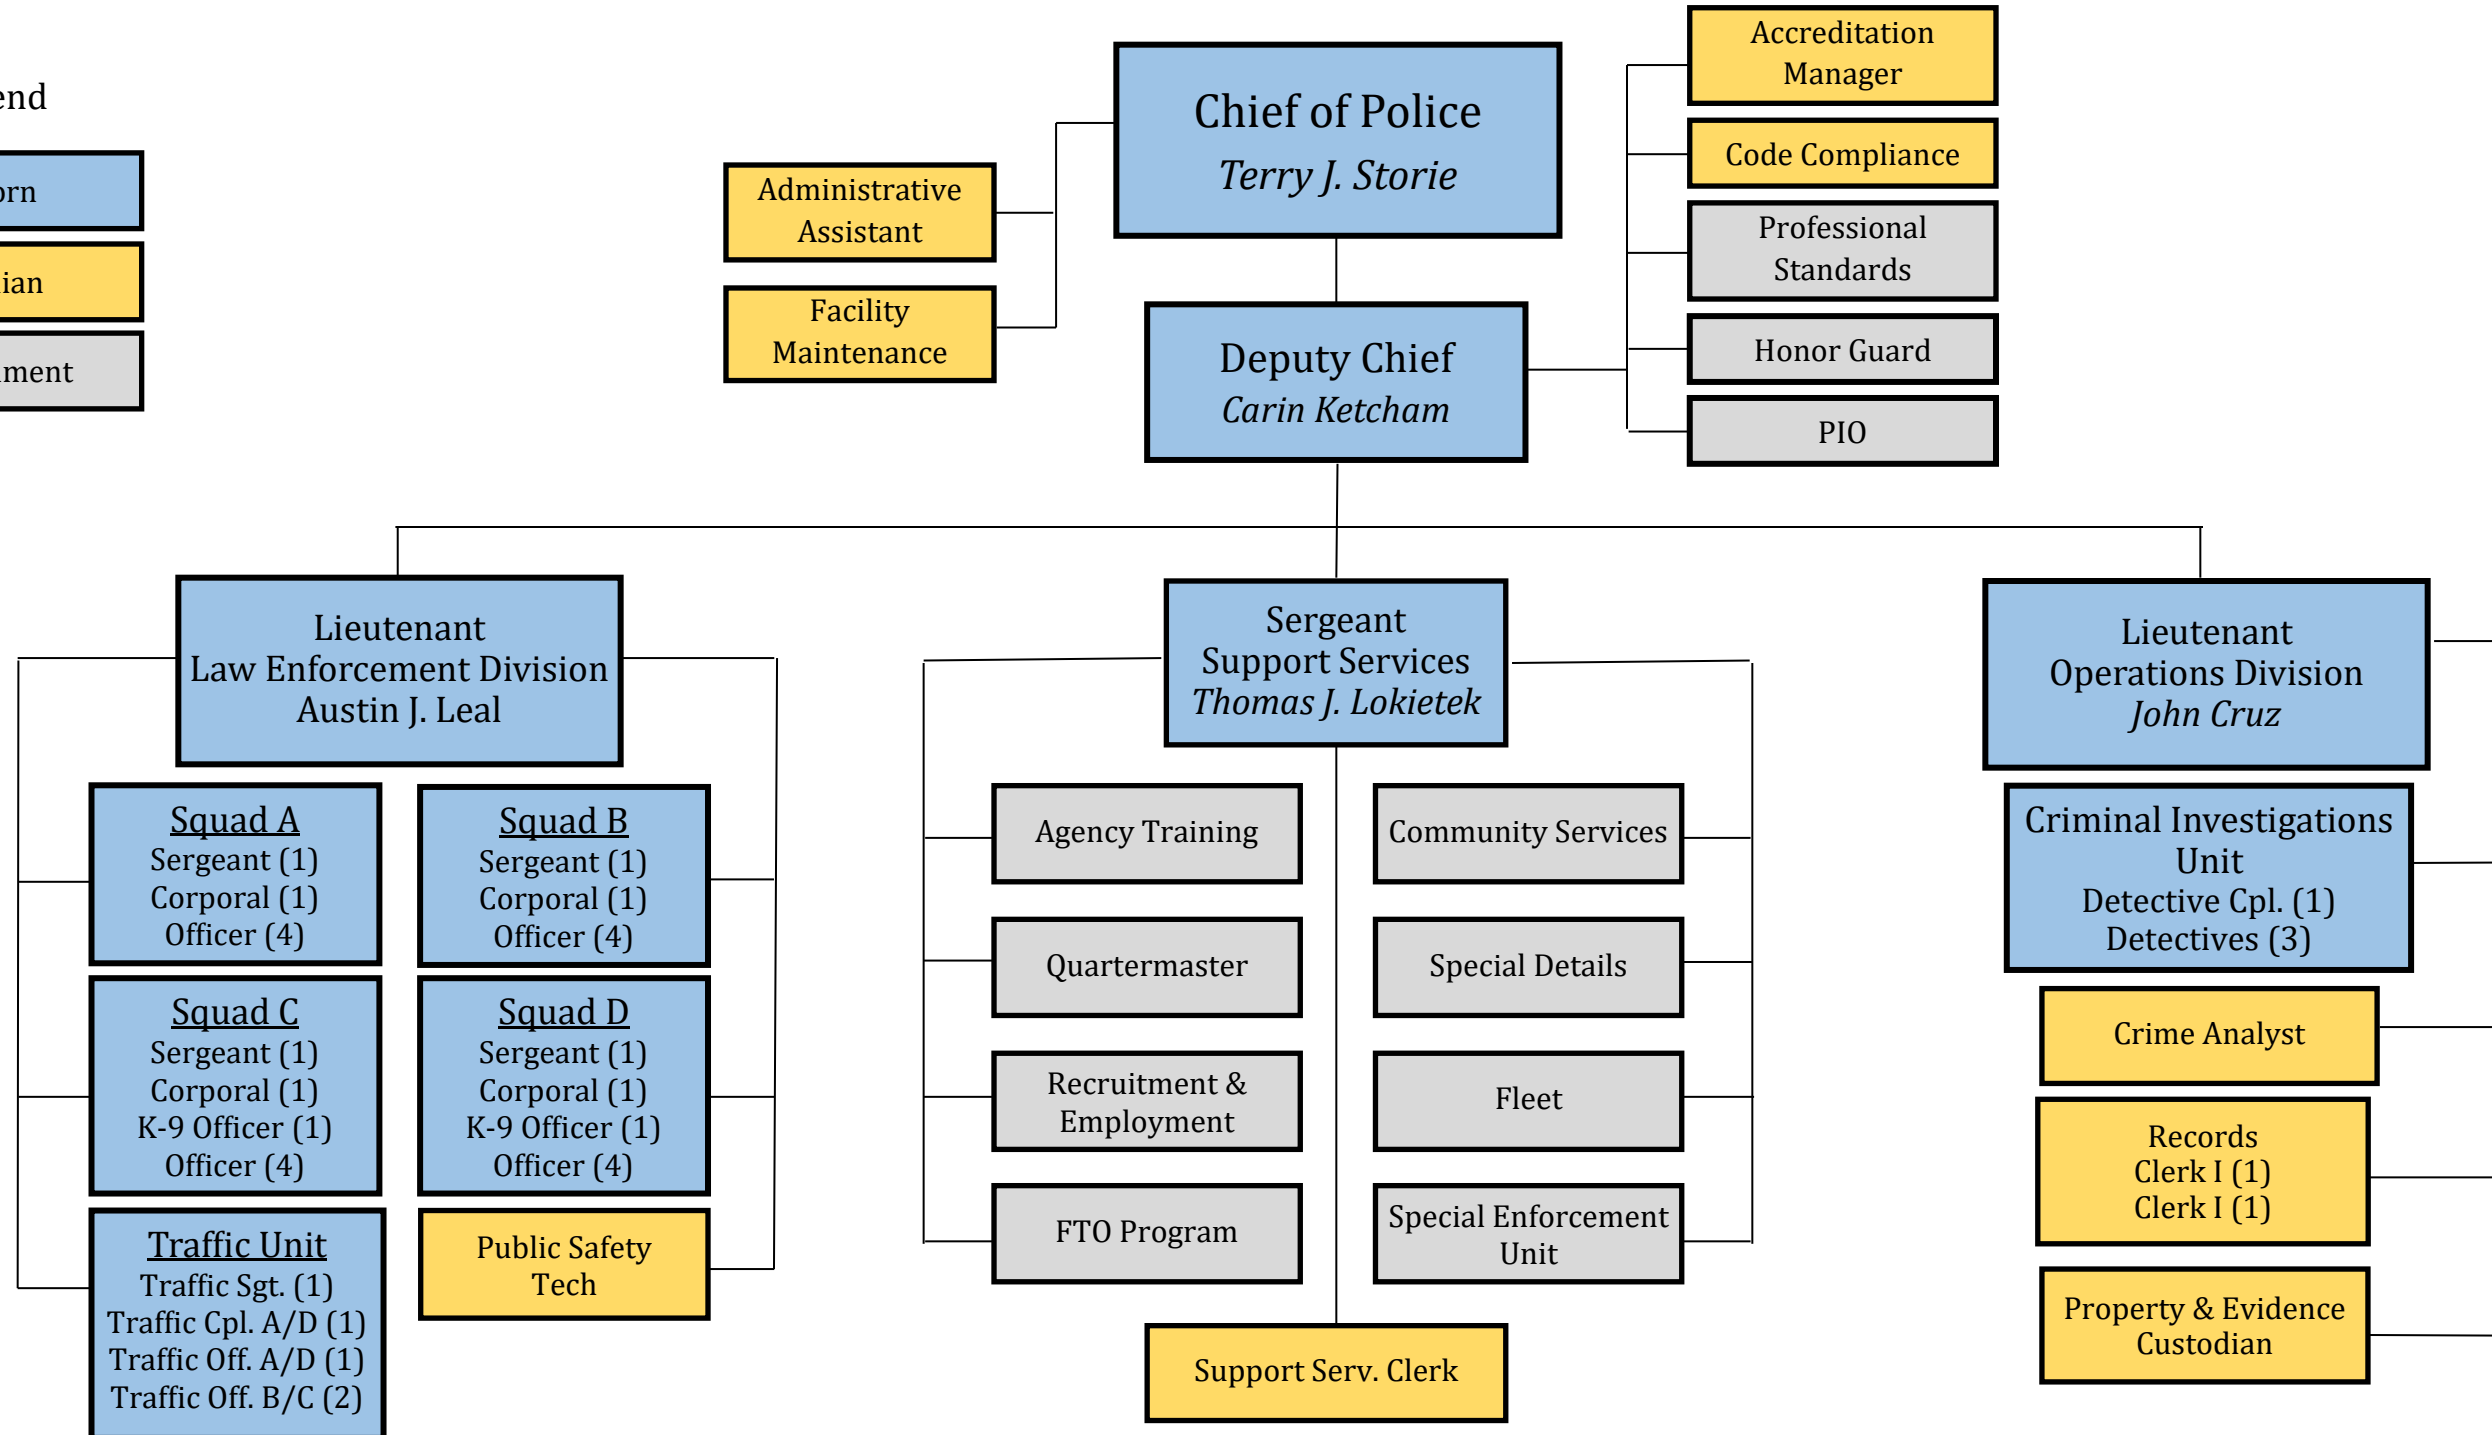 end
orn
ian
nment
Chief of Police
Terry J. Storie
Administrative
Assistant
Facility
Maintenance
Deputy Chief
Carin Ketcham
Accreditation
Manager
Code Compliance
Professional
Standards
Honor Guard
PIO
Lieutenant
Law Enforcement Division
Austin J. Leal
Squad A
Sergeant (1)
Corporal (1)
Officer (4)
Squad B
Sergeant (1)
Corporal (1)
Officer (4)
Squad C
Sergeant (1)
Corporal (1)
K-9 Officer (1)
Officer (4)
Squad D
Sergeant (1)
Corporal (1)
K-9 Officer (1)
Officer (4)
Traffic Unit
Traffic Sgt. (1)
Traffic Cpl. A/D (1)
Traffic Off. A/D (1)
Traffic Off. B/C (2)
Public Safety
Tech
Sergeant
Support Services
Thomas J. Lokietek
Agency Training
Quartermaster
Recruitment &
Employment
FTO Program
Community Services
Special Details
Fleet
Special Enforcement
Unit
Support Serv. Clerk
Lieutenant
Operations Division
John Cruz
Criminal Investigations
Unit
Detective Cpl. (1)
Detectives (3)
Crime Analyst
Records
Clerk I (1)
Clerk I (1)
Property & Evidence
Custodian